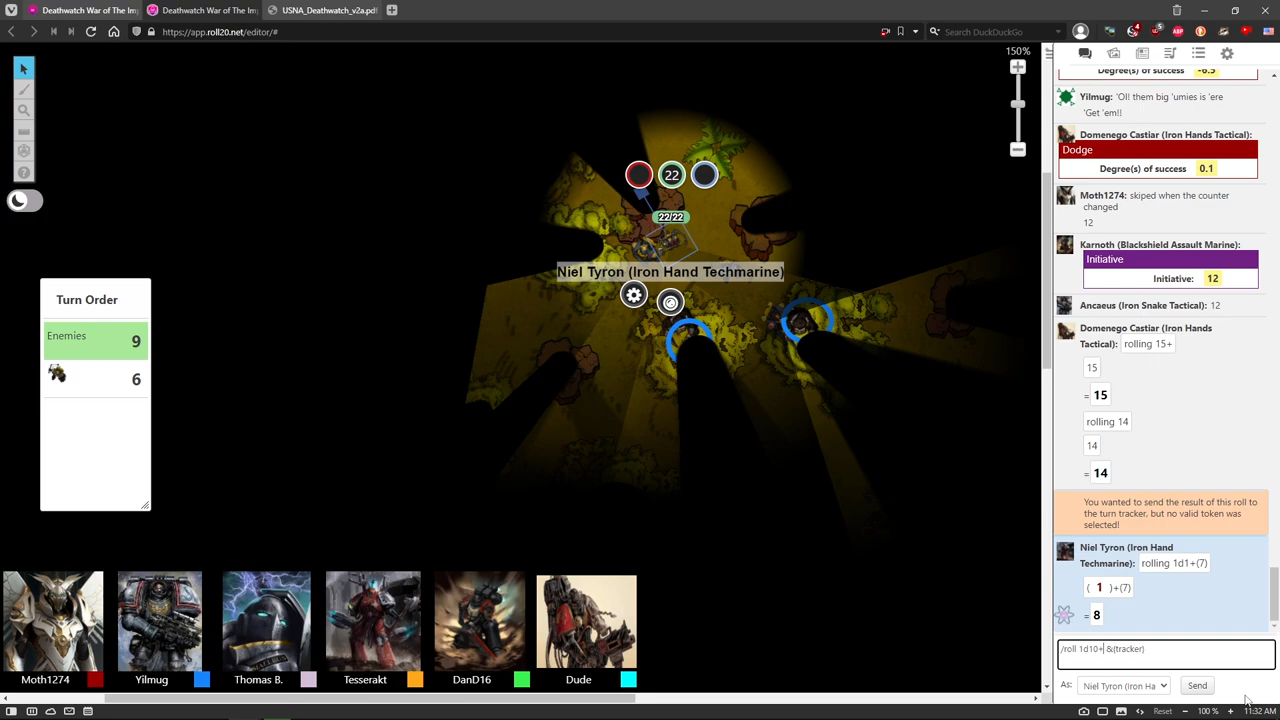 Deathwatch War of The Im
Deathwatch War of The Im
USNA_Deathwatch_v2a.pdf
https://app.roll20.net/editor/#
Search DuckDuckGo
150%
22
22/22
Niel Tyron (Iron Hand Techmarine)
Turn Order
Enemies
9
6
Moth1274
Yilmug
Thomas B.
Tesserakt
DanD16
Dude
Degree(s) of success
-6.5
Yilmug: 'OI! them big 'umies is 'ere
'Get 'em!!
Domenego Castiar (Iron Hands Tactical):
Dodge
Degree(s) of success 0.1
Moth1274: skiped when the counter
changed
12
Karnoth (Blackshield Assault Marine):
Initiative
Initiative: 12
Ancaeus (Iron Snake Tactical): 12
Domenego Castiar (Iron Hands
Tactical): rolling 15+
15
= 15
rolling 14
14
= 14
You wanted to send the result of this roll to
the turn tracker, but no valid token was
selected!
Niel Tyron (Iron Hand
Techmarine): rolling 1d1+(7)
( 1 )+(7)
= 8
/roll 1d10+ &{tracker}
As: Niel Tyron (Iron Ha
Send
Reset
100 %
11:32 AM